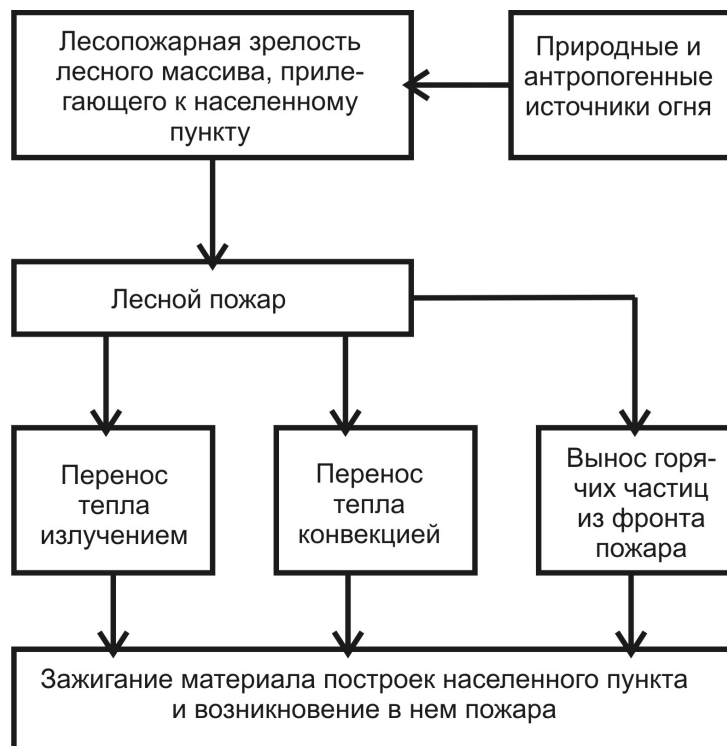 Лесопожарная зрелость
лесного массива, приле-
гающего к населенному
пункту
Природные и
антропогенные
источники огня
Лесной пожар
Перенос
тепла
излучением
Перенос
тепла
конвекцией
Вынос горя-
чих частиц
из фронта
пожара
Зажигание материала построек населенного пункта
и возникновение в нем пожара